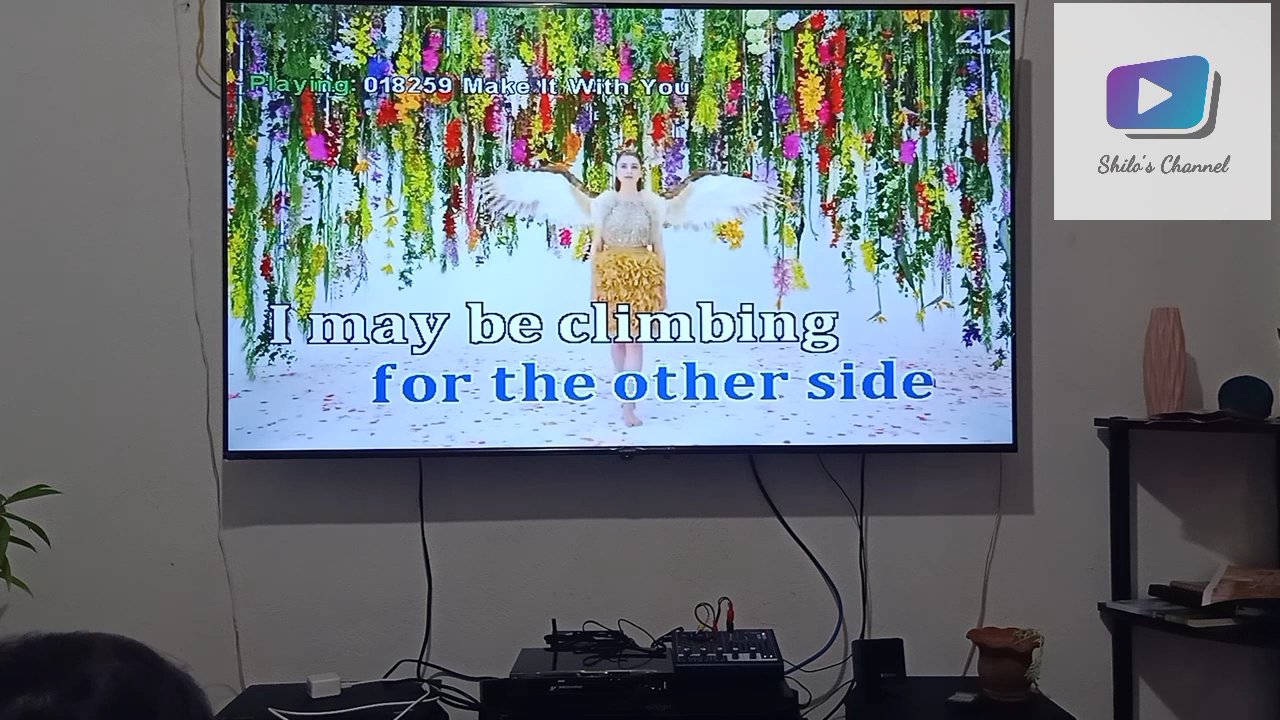 4K
Playing 018259 Make It With You
I may be climbing
for the other side
Shilo's Channel